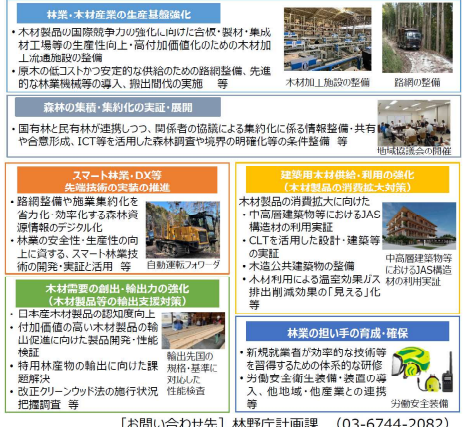 林業・木材産業の生産基盤強化
・木材製品の国際競争力の強化に向けた合板・製材・集成
材工場等の生産性向上・高付加価値化のための木材加
工流通施設の整備
・原木の低コストかつ安定的な供給のための路網整備、先進
的な林業機械等の導入、搬出間伐の実施　等
木材加工施設の整備
路網の整備
森林の集積・集約化の実証・展開
・国有林と民有林が連携しつつ、関係者の協議による集約化に係る情報整備・共有
や合意形成、ICT等を活用した森林調査や境界の明確化等の条件整備　等
地域協議会の開催
スマート林業・DX等
先端技術の実装の推進
・路網整備や施業集約化を
省力化・効率化する森林資
源情報のデジタル化
・林業の安全性・生産性の向
上に資する、スマート林業技
術の開発・実証と活用　等
自動運転フォワーダ
建築用木材供給・利用の強化
（木材製品の消費拡大対策）
木材製品の消費拡大に向けた
・中高層建築物等におけるJAS
構造材の利用実証
・CLTを活用した設計・建築等
の実証
・木造公共建築物の整備
・木材利用による温室効果ガス
排出削減効果の「見える」化
等
中高層建築物等
におけるJAS構造
材の利用実証
木材需要の創出・輸出力の強化
（木材製品等の輸出支援対策）
・日本産木材製品の認知度向上
・付加価値の高い木材製品の輸
出促進に向けた製品開発・性能
検証
・特用林産物の輸出に向けた課
題解決
・改正クリーンウッド法の施行状況
把握調査　等
輸出先国の
規格・基準に
対応した
性能検査
林業の担い手の育成・確保
・新規就業者が効率的な技術等
を習得するための体系的な研修
・労働安全衛生装備・装置の導
入、他地域・他産業との連携
等
労働安全装備
［お問い合わせ先］林野庁計画課　（03-6744-2082）